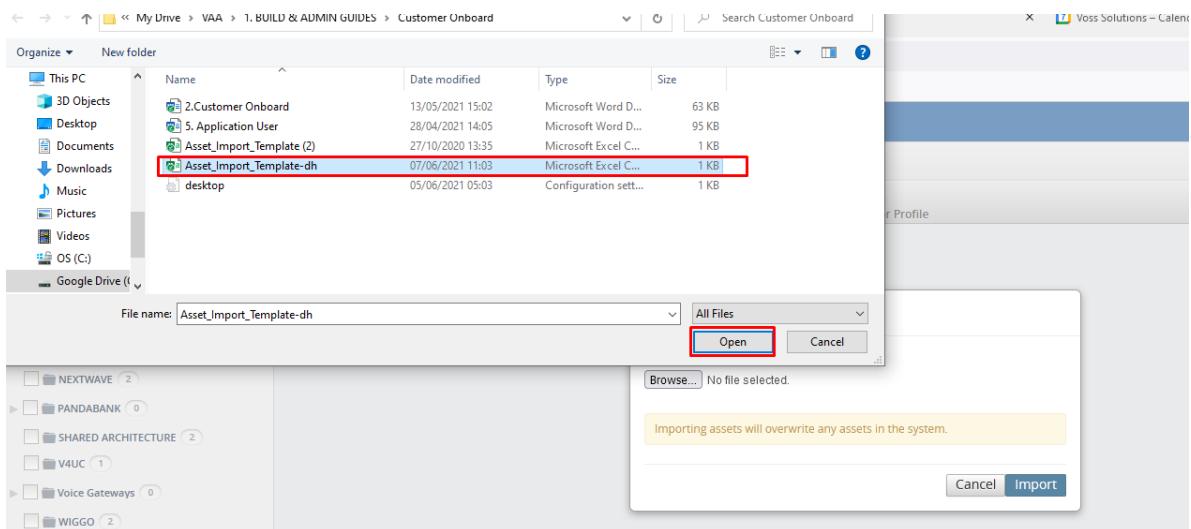 « My Drive › VAA › 1. BUILD & ADMIN GUIDES › Customer Onboard
Search Customer Onboard
Voss Solutions – Calend
Organize
New folder
This PC
3D Objects
Desktop
Documents
Downloads
Music
Pictures
Videos
OS (C:)
Google Drive (
Name Date modified Type Size
2.Customer Onboard 13/05/2021 15:02 Microsoft Word D... 63 KB
5. Application User 28/04/2021 14:05 Microsoft Word D... 95 KB
Asset_Import_Template (2) 27/10/2020 13:35 Microsoft Excel C... 1 KB
Asset_Import_Template-dh 07/06/2021 11:03 Microsoft Excel C... 1 KB
desktop 05/06/2021 05:03 Configuration sett... 1 KB
r Profile
File name: Asset_Import_Template-dh
All Files
Open
Cancel
NEXTWAVE 2
PANDABANK 0
SHARED ARCHITECTURE 2
V4UC 1
Voice Gateways 0
WIGGO 2
Browse... No file selected.
Importing assets will overwrite any assets in the system.
Cancel
Import